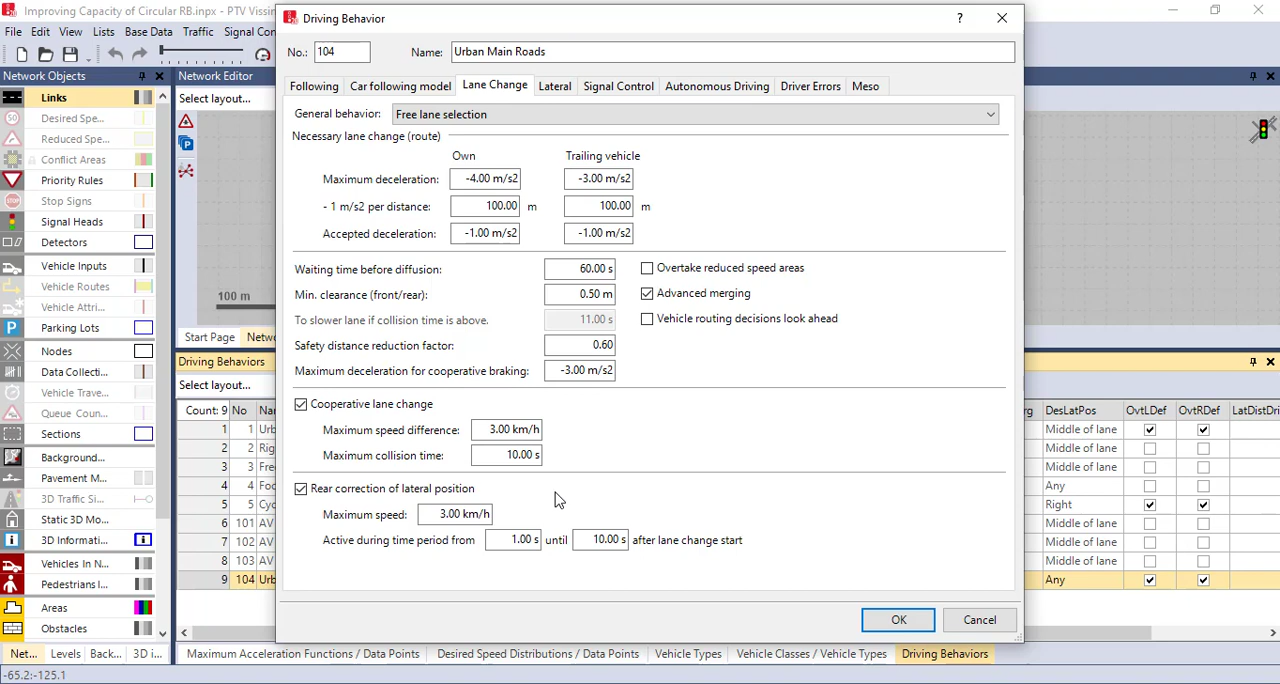 Improving Capacity of Circular RB.inpx - PTV Vissi
Driving Behavior
?
File Edit View Lists Base Data Traffic Signal Con
No.: 104 Name: Urban Main Roads
Network Objects
Network Editor
Following Car following model Lane Change Lateral Signal Control Autonomous Driving Driver Errors Meso
Select layout...
General behavior: Free lane selection
Necessary lane change (route)
Own Trailing vehicle
Maximum deceleration: -4.00 m/s2 -3.00 m/s2
- 1 m/s2 per distance: 100.00 m 100.00 m
Accepted deceleration: -1.00 m/s2 -1.00 m/s2
Waiting time before diffusion: 60.00 s
Overtake reduced speed areas
Min. clearance (front/rear): 0.50 m
Advanced merging
To slower lane if collision time is above. 11.00 s
Vehicle routing decisions look ahead
Safety distance reduction factor: 0.60
Maximum deceleration for cooperative braking: -3.00 m/s2
Cooperative lane change
Maximum speed difference: 3.00 km/h
Maximum collision time: 10.00 s
Rear correction of lateral position
Maximum speed: 3.00 km/h
Active during time period from 1.00 s until 10.00 s after lane change start
OK Cancel
Links
Desired Spe...
Reduced Spe...
Conflict Areas
Priority Rules
Stop Signs
Signal Heads
Detectors
Vehicle Inputs
Vehicle Routes
Vehicle Attri...
Parking Lots
Nodes
Data Collecti...
Vehicle Trave...
Queue Coun...
Sections
Background...
Pavement M...
3D Traffic Si...
Static 3D Mo...
3D Informati...
Vehicles In N...
Pedestrians I...
Areas
Obstacles
100 m
Start Page Netwo
Driving Behaviors
Select layout...
Count: 9 No Nar
rg DesLatPos OvtLDef OvtRDef LatDistDri
1 1 Urb Middle of lane
2 2 Rig Middle of lane
3 3 Fre Middle of lane
4 4 Foo Any
5 5 Cyc Right
6 101 AV Middle of lane
7 102 AV Middle of lane
8 103 AV Middle of lane
9 104 Urb Any
Net... Levels Back... 3D i...
Maximum Acceleration Functions / Data Points Desired Speed Distributions / Data Points Vehicle Types Vehicle Classes / Vehicle Types Driving Behaviors
-65.2:-125.1